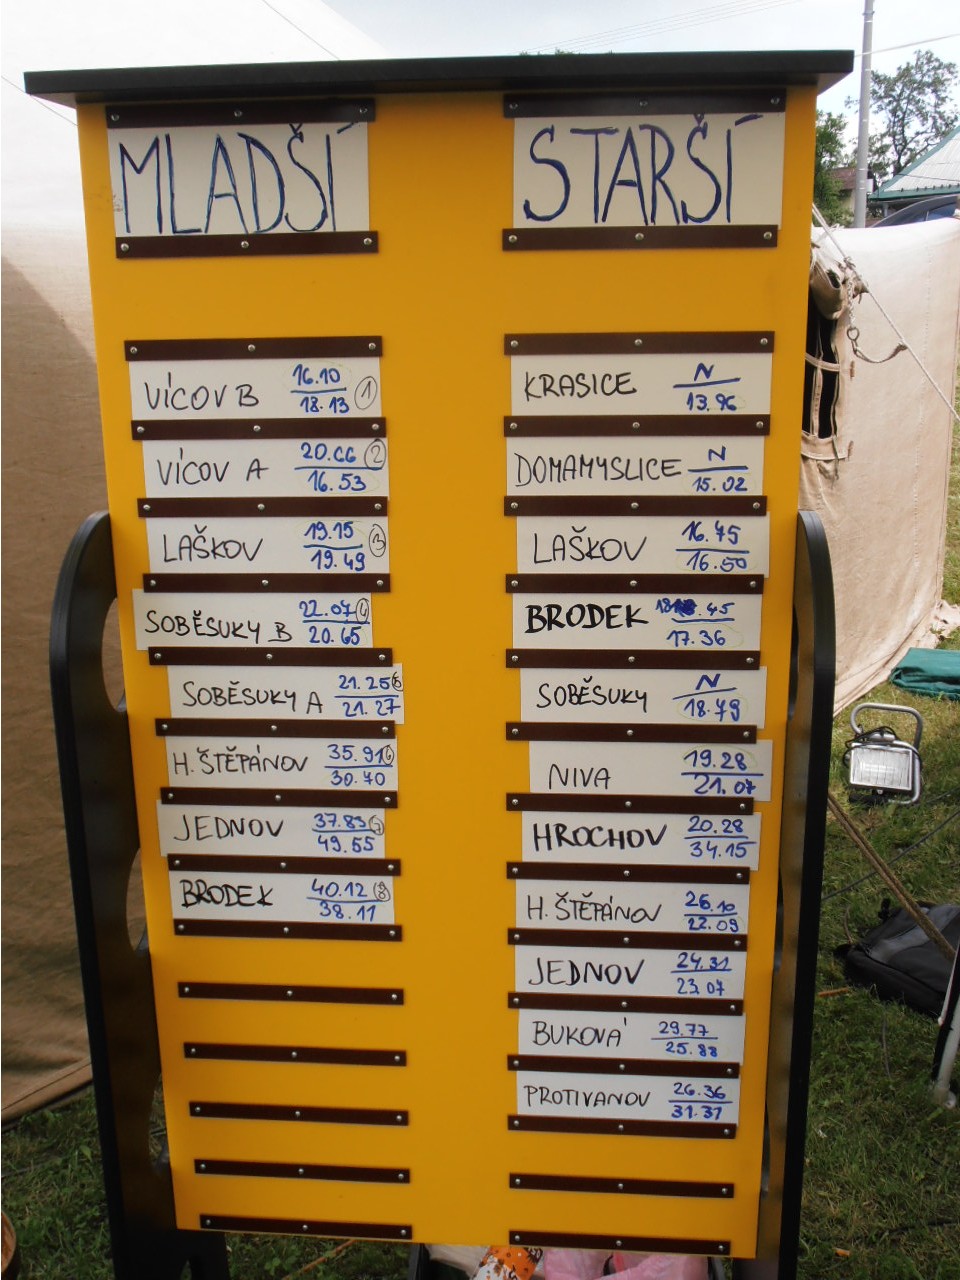 MLADŠÍ
VÍCOV B 16.10 / 18.13 1
VÍCOV A 20.66 / 16.53 2
LAŠKOV 19.15 / 19.49 3
SOBĚSUKY B 22.07 / 20.65 4
SOBĚSUKY A 21.25 / 21.27 5
H. ŠTĚPÁNOV 35.91 / 30.70 6
JEDNOV 37.83 / 49.55 7
BRODEK 40.12 / 38.11 8
STARŠÍ
KRASICE N / 13.96
DOMAMYSLICE N / 15.02
LAŠKOV 16.75 / 16.50
BRODEK 18.45 / 17.36
SOBĚSUKY N / 18.79
NIVA 19.28 / 21.07
HROCHOV 20.28 / 34.15
H. ŠTĚPÁNOV 26.10 / 22.09
JEDNOV 24.31 / 23.07
BUKOVÁ 29.77 / 25.88
PROTIVANOV 26.36 / 31.31